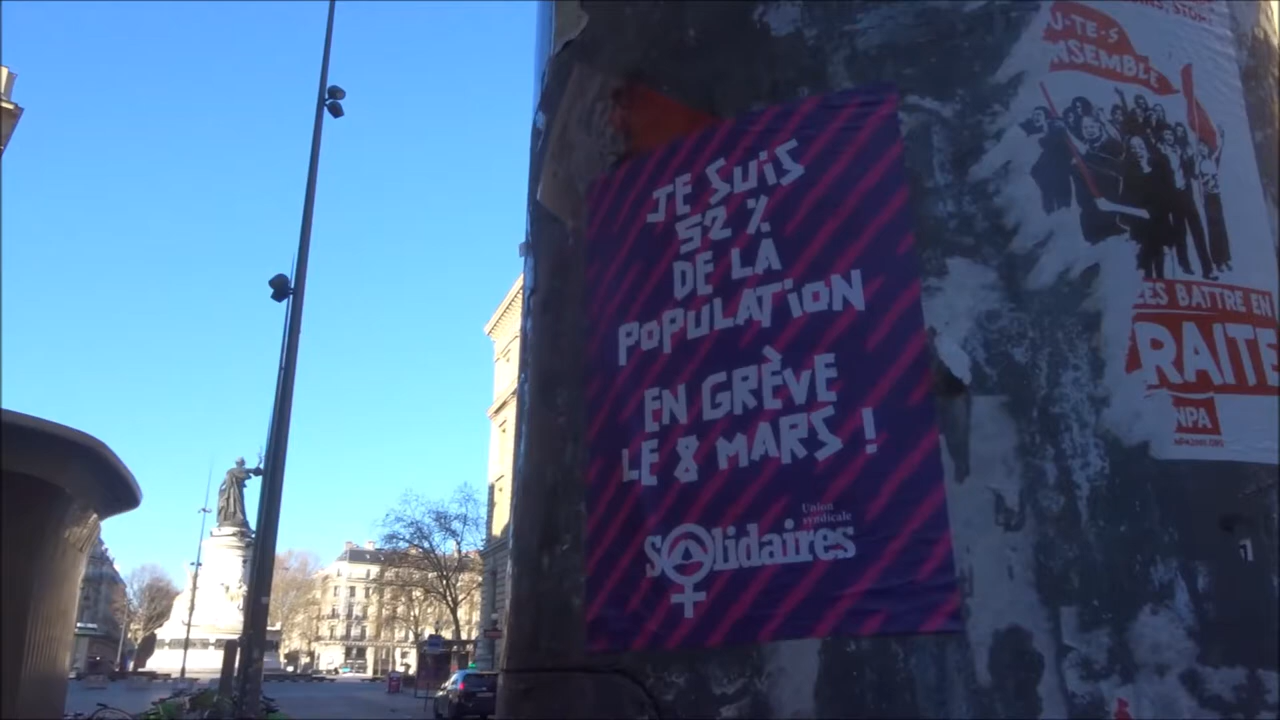 JE SUiS
52 %
DE LA
POPULATiON
EN GRÈVE
LE 8 MARS !
Union
syndicale
Solidaires
U-TE-S
NSEMBLE
ES BATTRE EN
RAITE
NPA